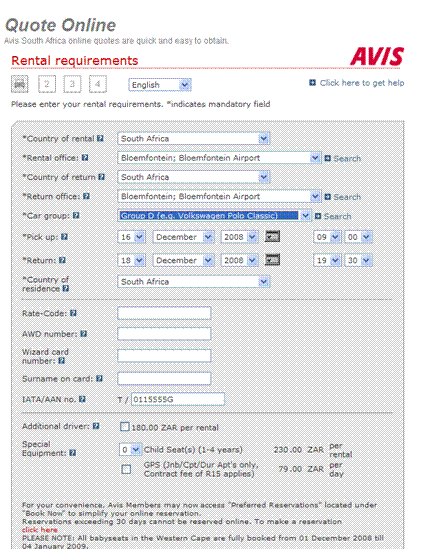 Quote Online
Avis South Africa online quotes are quick and easy to obtain.
Rental requirements
AVIS
2 3 4 English
Click here to get help
Please enter your rental requirements. *indicates mandatory field
*Country of rental ? South Africa
*Rental office: ? Bloemfontein; Bloemfontein Airport Search
*Country of return ? South Africa
*Return office: ? Bloemfontein; Bloemfontein Airport Search
*Car group: ? Group D (e.g. Volkswagen Polo Classic) Search
*Pick up: ? 16 December 2008 09 00
*Return: ? 18 December 2008 19 30
*Country of
residence ? South Africa
Rate-Code: ?
AWD number: ?
Wizard card
number: ?
Surname on card: ?
IATA/AAN no. ? T / 0115555G
Additional driver: ? 180.00 ZAR per rental
Special
Equipment: ? 0 Child Seat(s) (1-4 years) 230.00 ZAR per
rental
GPS (Jnb/Cpt/Dur Apt's only,
Contract fee of R15 applies) 79.00 ZAR per
day
For your convenience, Avis Members may now access "Preferred Reservations" located under
"Book Now" to simplify your online reservation.
Reservations exceeding 30 days cannot be reserved online. To make a reservation
click here
PLEASE NOTE: All babyseats in the Western Cape are fully booked from 01 December 2008 till
04 January 2009.